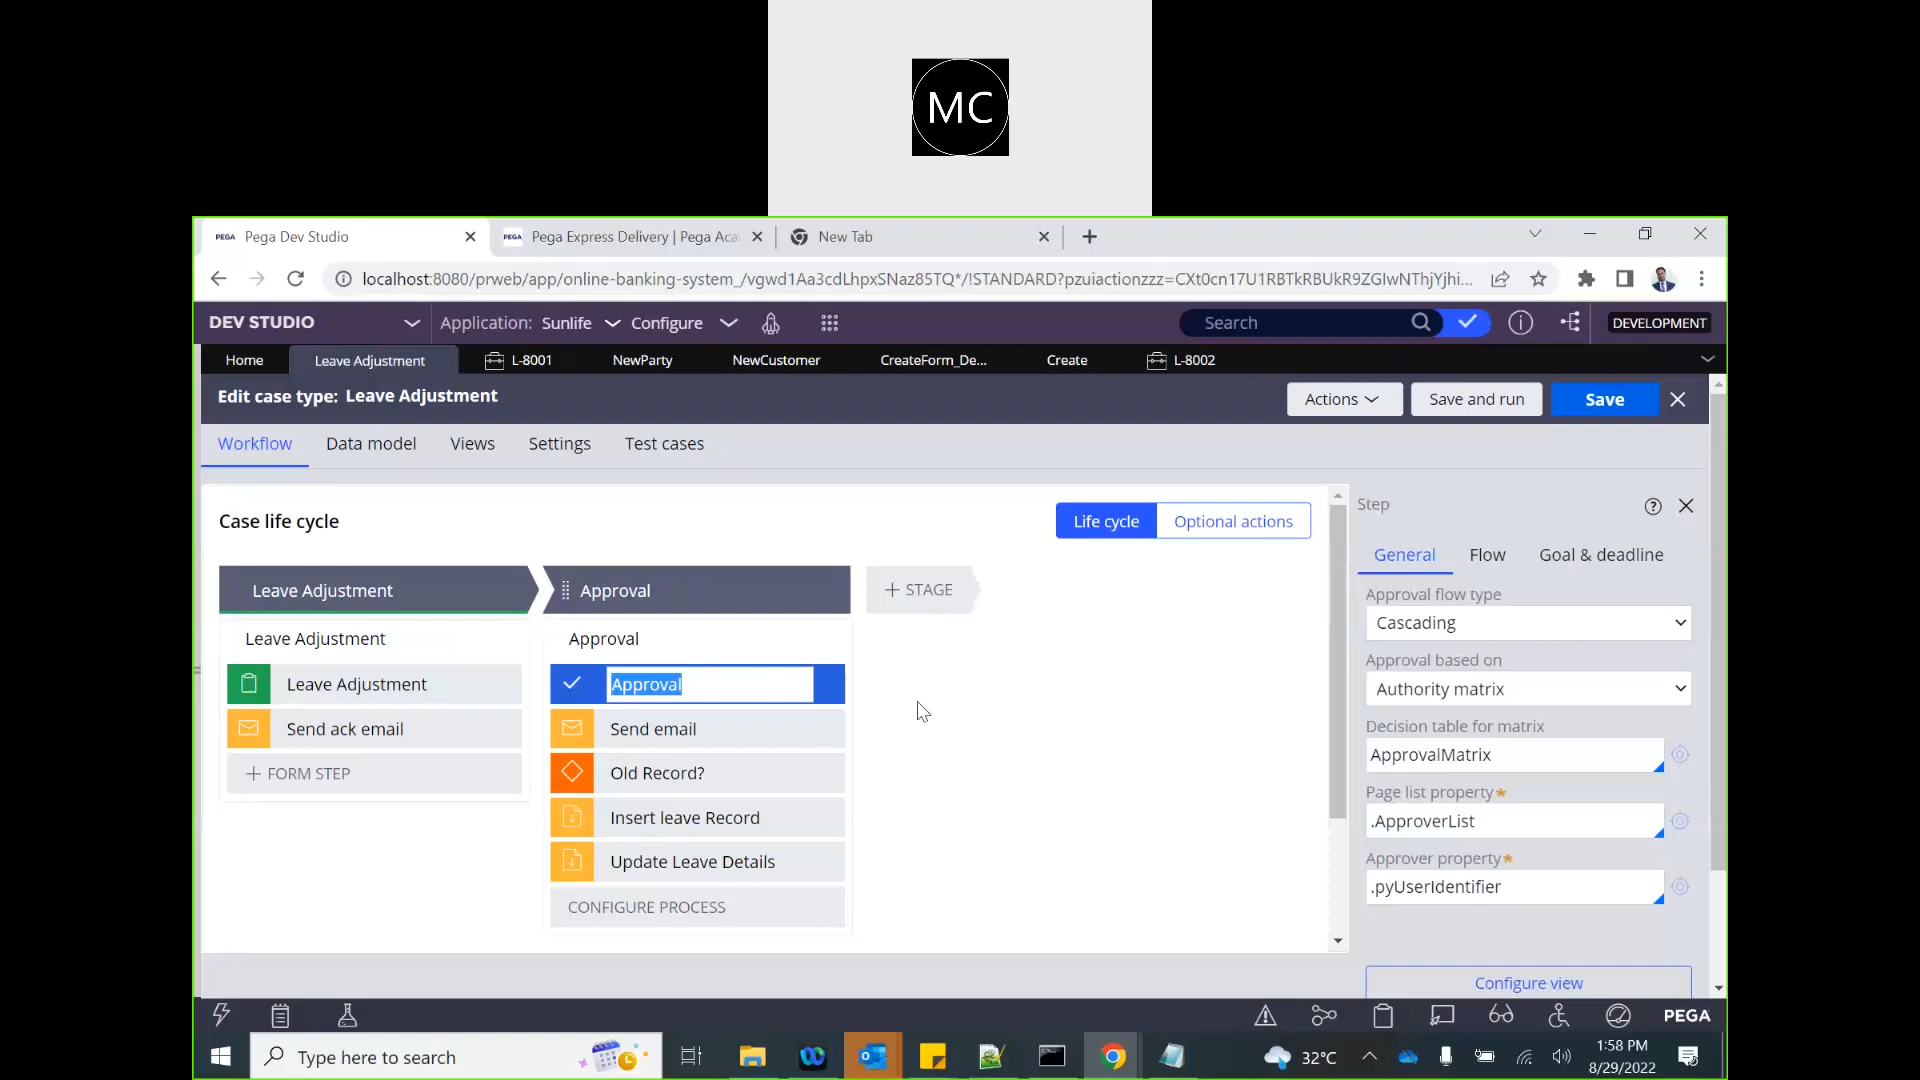 MC
PEGA Pega Dev Studio
PEGA Pega Express Delivery | Pega Aca
New Tab
localhost:8080/prweb/app/online-banking-system_/vgwd1Aa3cdLhpxSNaz85TQ*/!STANDARD?pzuiactionzzz=CXt0cn17U1RBTkRBUkR9ZGIwNThjYjhi...
DEV STUDIO
Application: Sunlife
Configure
Search
DEVELOPMENT
Home
Leave Adjustment
L-8001
NewParty
NewCustomer
CreateForm_De...
Create
L-8002
Edit case type: Leave Adjustment
Actions
Save and run
Save
Workflow
Data model
Views
Settings
Test cases
Case life cycle
Life cycle
Optional actions
Leave Adjustment
Approval
+ STAGE
Leave Adjustment
Leave Adjustment
Send ack email
+ FORM STEP
Approval
Approval
Send email
Old Record?
Insert leave Record
Update Leave Details
CONFIGURE PROCESS
Step
General
Flow
Goal & deadline
Approval flow type
Cascading
Approval based on
Authority matrix
Decision table for matrix
ApprovalMatrix
Page list property*
.ApproverList
Approver property*
.pyUserIdentifier
Configure view
PEGA
Type here to search
32°C
1:58 PM
8/29/2022